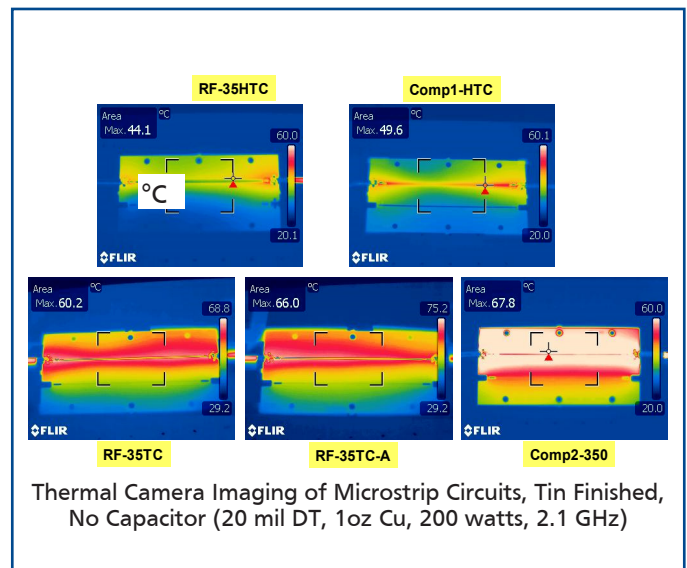 RF-35HTC
Comp1-HTC
Area °C
Max. 44.1
60.0
°C
20.1
FLIR
Area °C
Max. 49.6
60.1
20.0
FLIR
Area °C
Max. 60.2
68.8
29.2
FLIR
Area °C
Max. 66.0
75.2
29.2
FLIR
Area °C
Max. 67.8
60.0
20.0
FLIR
RF-35TC
RF-35TC-A
Comp2-350
Thermal Camera Imaging of Microstrip Circuits, Tin Finished,
No Capacitor (20 mil DT, 1oz Cu, 200 watts, 2.1 GHz)